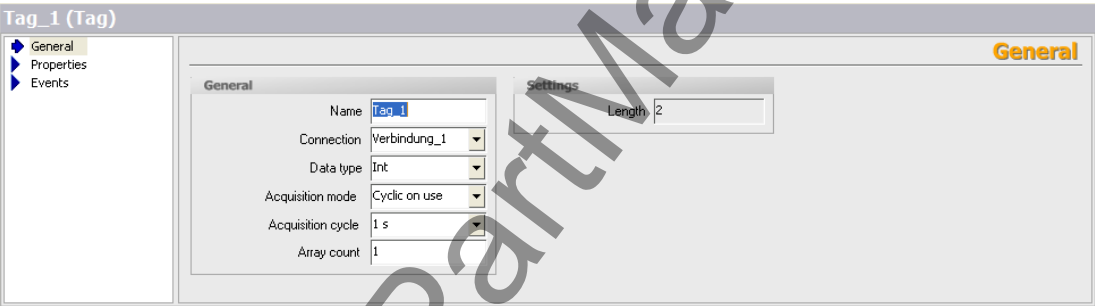 Tag_1 (Tag)
General
Properties
Events
General
General
Name Tag_1
Connection Verbindung_1
Data type Int
Acquisition mode Cyclic on use
Acquisition cycle 1 s
Array count 1
Settings
Length 2